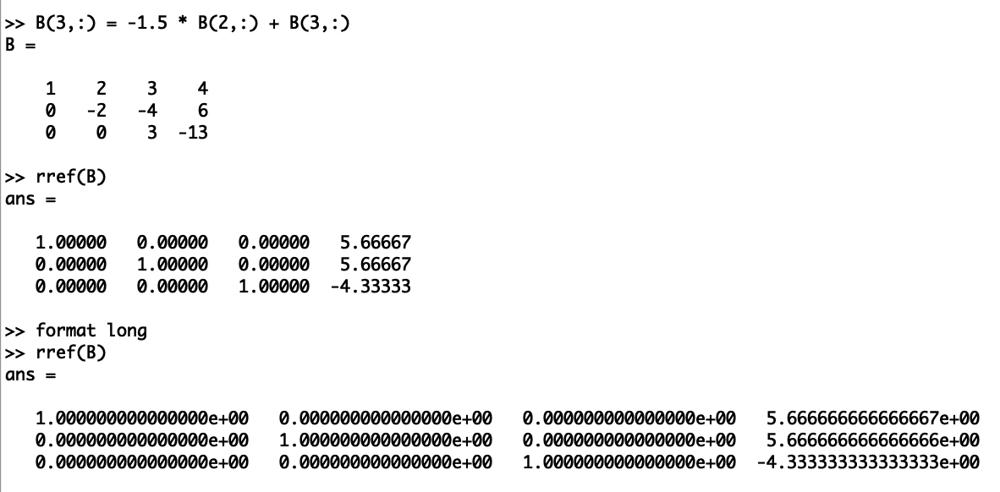 >> B(3,:) = -1.5 * B(2,:) + B(3,:)
B =
1 2 3 4
0 -2 -4 6
0 0 3 -13
>> rref(B)
ans =
1.00000 0.00000 0.00000 5.66667
0.00000 1.00000 0.00000 5.66667
0.00000 0.00000 1.00000 -4.33333
>> format long
>> rref(B)
ans =
1.000000000000000e+00 0.000000000000000e+00 0.000000000000000e+00 5.666666666666667e+00
0.000000000000000e+00 1.000000000000000e+00 0.000000000000000e+00 5.666666666666666e+00
0.000000000000000e+00 0.000000000000000e+00 1.000000000000000e+00 -4.333333333333333e+00